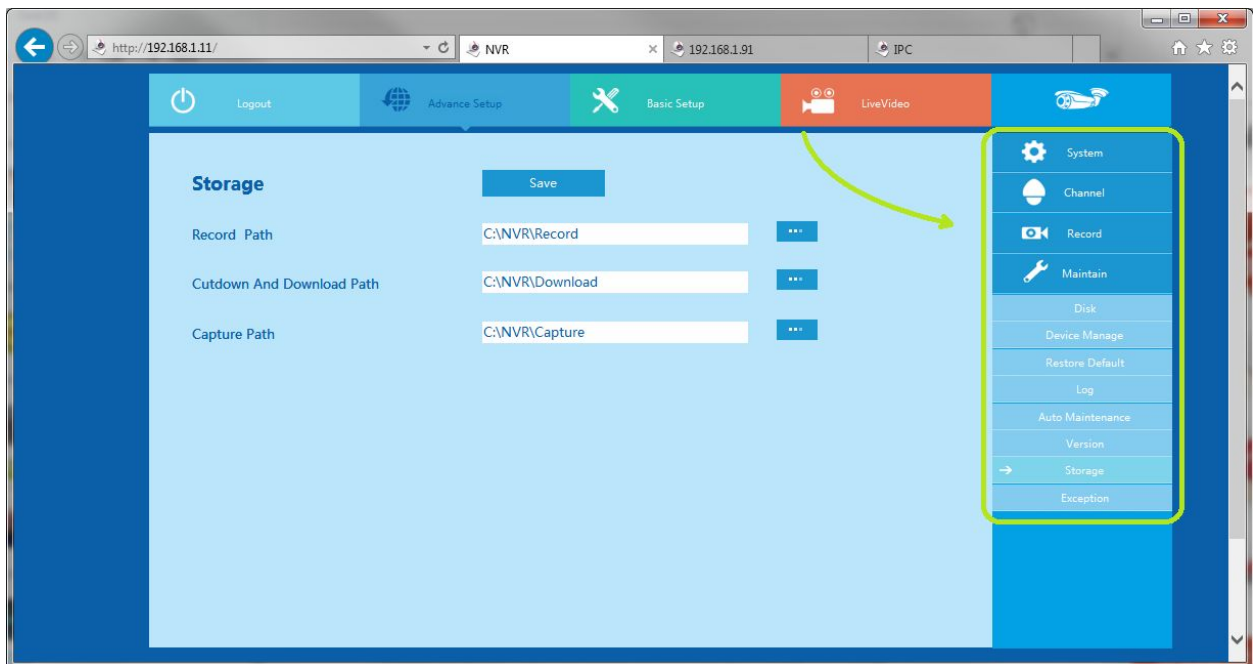 http://192.168.1.11/
NVR
192.168.1.91
IPC
Logout
Advance Setup
Basic Setup
LiveVideo
Storage
Save
Record Path
C:\NVR\Record
Cutdown And Download Path
C:\NVR\Download
Capture Path
C:\NVR\Capture
System
Channel
Record
Maintain
Disk
Device Manage
Restore Default
Log
Auto Maintenance
Version
Storage
Exception